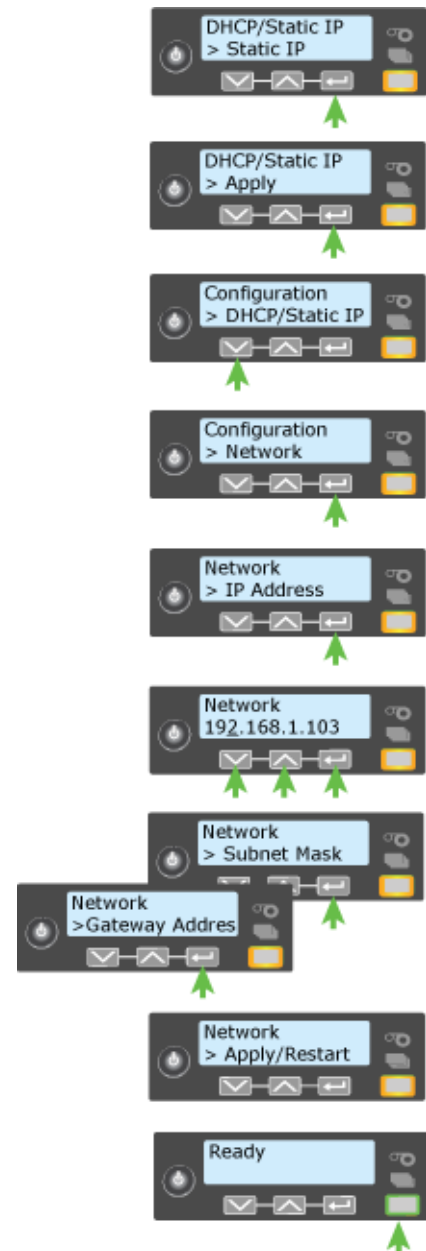 DHCP/Static IP
> Static IP
DHCP/Static IP
> Apply
Configuration
> DHCP/Static IP
Configuration
> Network
Network
> IP Address
Network
192.168.1.103
Network
> Subnet Mask
Network
>Gateway Addres
Network
> Apply/Restart
Ready